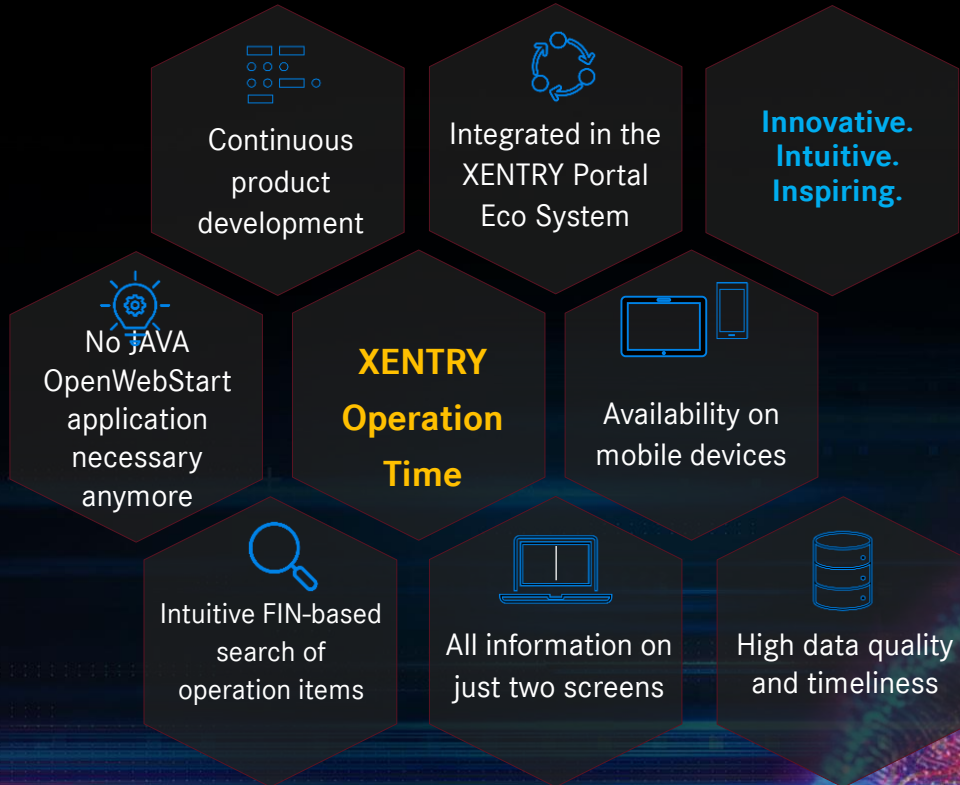 Continuous
product
development
Integrated in the
XENTRY Portal
Eco System
Innovative.
Intuitive.
Inspiring.
No JAVA
OpenWebStart
application
necessary
anymore
XENTRY
Operation
Time
Availability on
mobile devices
Intuitive FIN-based
search of
operation items
All information on
just two screens
High data quality
and timeliness